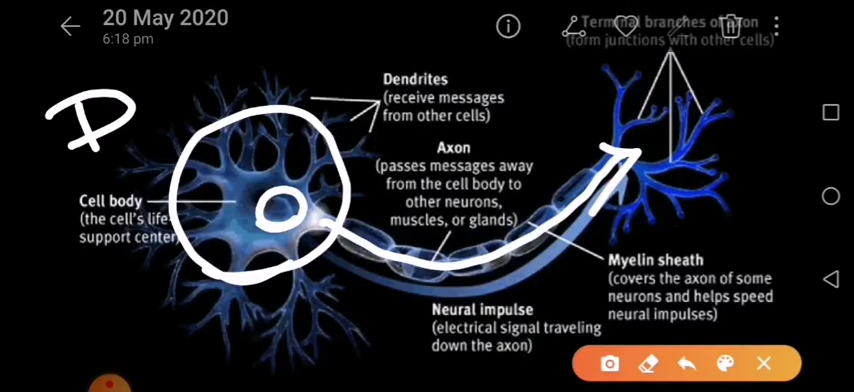 20 May 2020
6:18 pm
Terminal branches of axon
(form junctions with other cells)
Dendrites
(receive messages
from other cells)
Axon
(passes messages away
from the cell body to
other neurons,
muscles, or glands)
Cell body
(the cell's life-
support center)
D
Myelin sheath
(covers the axon of some
neurons and helps speed
neural impulses)
Neural impulse
(electrical signal traveling
down the axon)